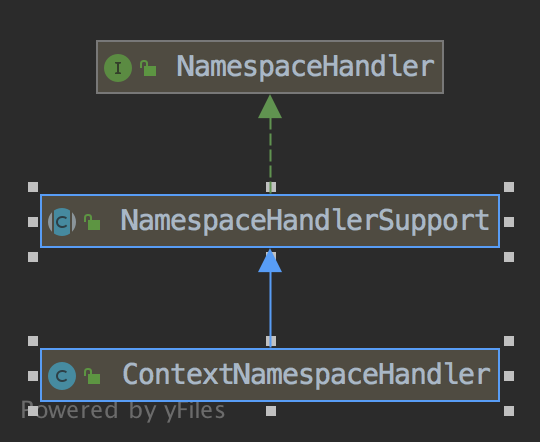 I NamespaceHandler
C NamespaceHandlerSupport
C ContextNamespaceHandler
Powered by yFiles